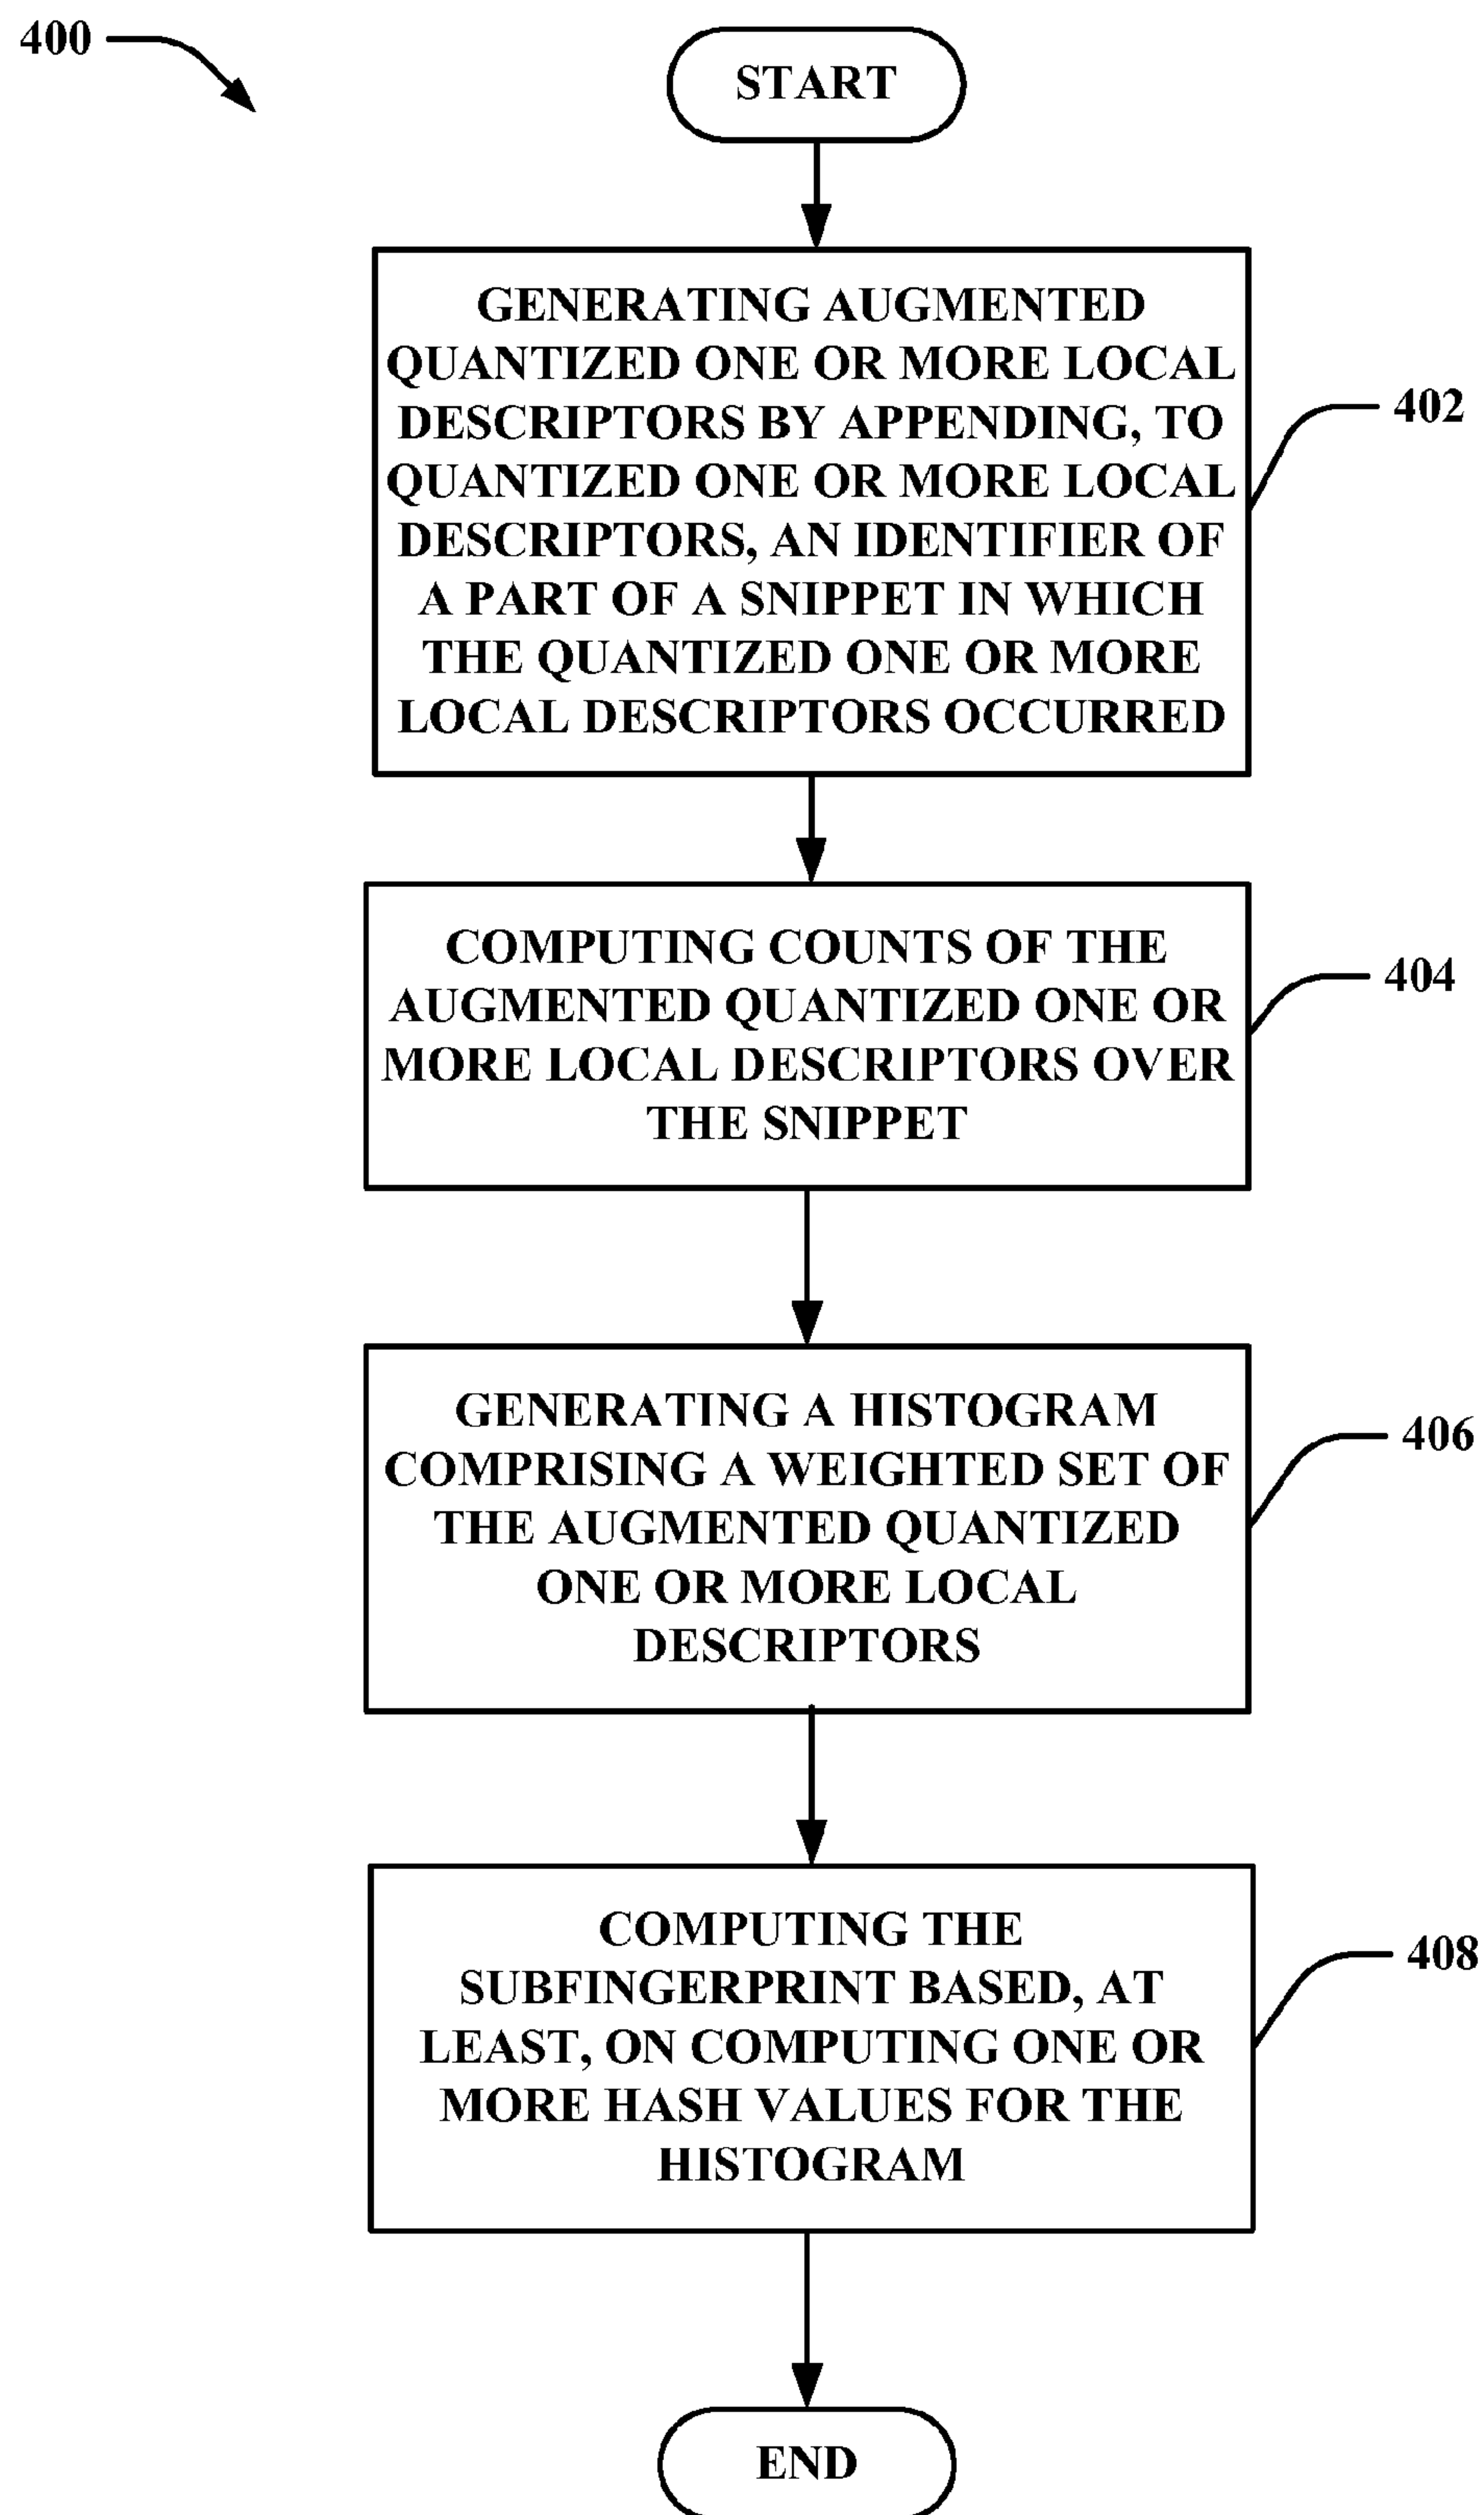 400
START
GENERATING AUGMENTED
QUANTIZED ONE OR MORE LOCAL
DESCRIPTORS BY APPENDING, TO
QUANTIZED ONE OR MORE LOCAL
DESCRIPTORS, AN IDENTIFIER OF
A PART OF A SNIPPET IN WHICH
THE QUANTIZED ONE OR MORE
LOCAL DESCRIPTORS OCCURRED
402
COMPUTING COUNTS OF THE
AUGMENTED QUANTIZED ONE OR
MORE LOCAL DESCRIPTORS OVER
THE SNIPPET
404
GENERATING A HISTOGRAM
COMPRISING A WEIGHTED SET OF
THE AUGMENTED QUANTIZED
ONE OR MORE LOCAL
DESCRIPTORS
406
COMPUTING THE
SUBFINGERPRINT BASED, AT
LEAST, ON COMPUTING ONE OR
MORE HASH VALUES FOR THE
HISTOGRAM
408
END